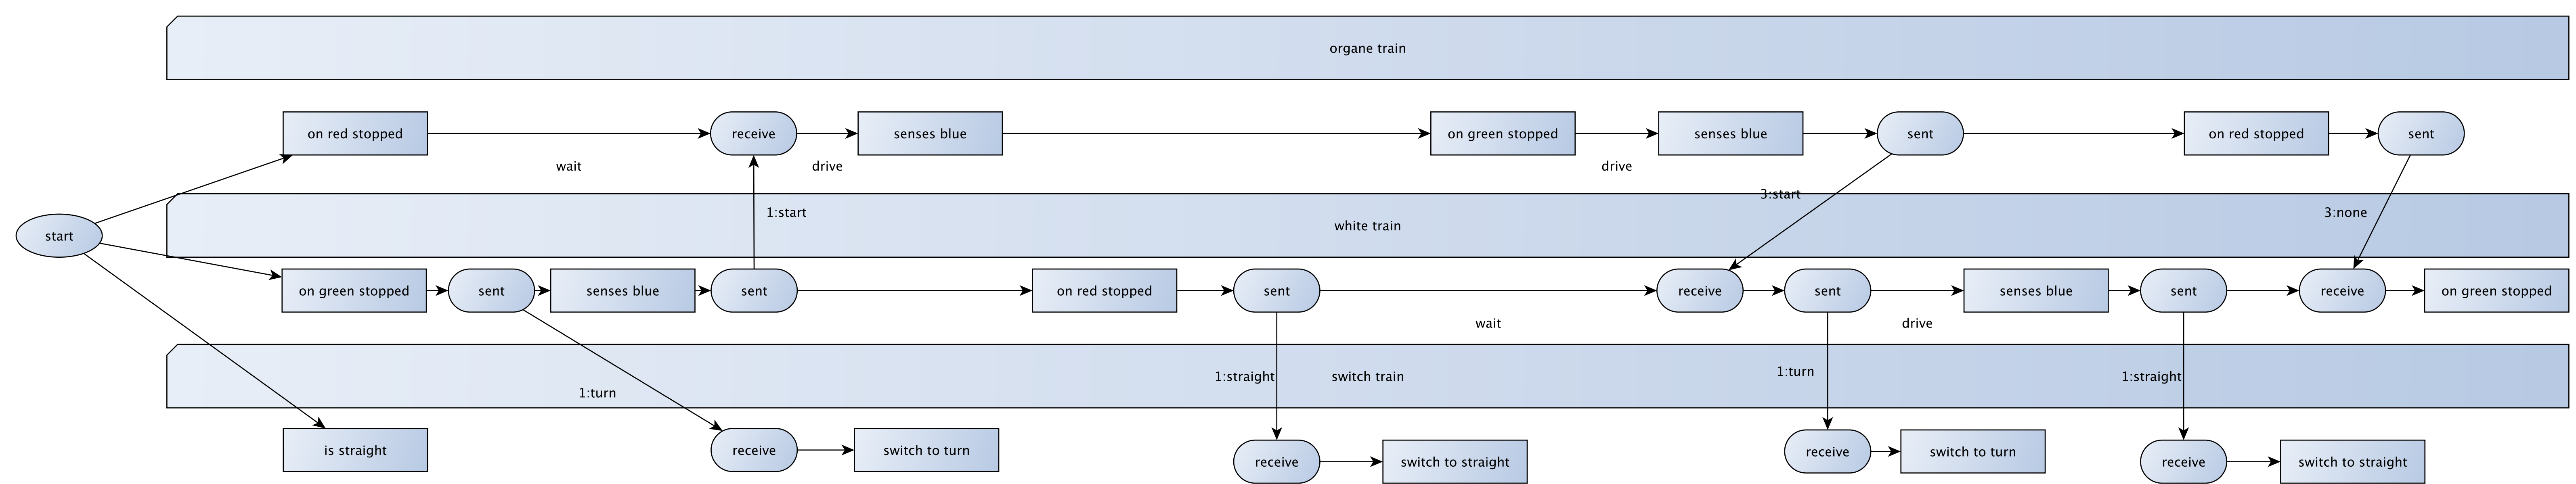 organe train
on red stopped
receive
senses blue
on green stopped
senses blue
sent
on red stopped
sent
wait
drive
drive
3:start
1:start
3:none
start
white train
on green stopped
sent
senses blue
sent
on red stopped
sent
receive
sent
senses blue
sent
receive
on green stopped
wait
drive
1:turn
1:straight
switch train
1:turn
1:straight
is straight
receive
switch to turn
receive
switch to straight
receive
switch to turn
receive
switch to straight